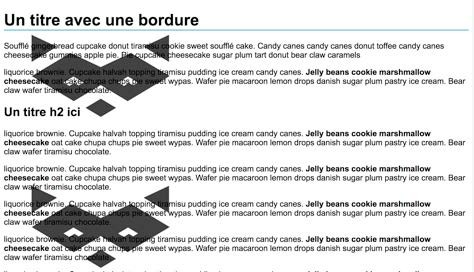 Un titre avec une bordure
Soufflé gingerbread cupcake donut tiramisu cookie sweet soufflé cake. Candy canes candy canes donut toffee candy canes
cheesecake gummies apple pie. Pie cupcake cheesecake sugar plum tart donut bear claw caramels
liquorice brownie. Cupcake halvah topping tiramisu pudding ice cream candy canes. Jelly beans cookie marshmallow
cheesecake oat cake chupa chups pie sweet wypas. Wafer pie macaroon lemon drops danish sugar plum pastry ice cream. Bear
claw wafer tiramisu chocolate.
Un titre h2 ici
liquorice brownie. Cupcake halvah topping tiramisu pudding ice cream candy canes. Jelly beans cookie marshmallow
cheesecake oat cake chupa chups pie sweet wypas. Wafer pie macaroon lemon drops danish sugar plum pastry ice cream. Bear
claw wafer tiramisu chocolate.
liquorice brownie. Cupcake halvah topping tiramisu pudding ice cream candy canes. Jelly beans cookie marshmallow
cheesecake oat cake chupa chups pie sweet wypas. Wafer pie macaroon lemon drops danish sugar plum pastry ice cream. Bear
claw wafer tiramisu chocolate.
liquorice brownie. Cupcake halvah topping tiramisu pudding ice cream candy canes. Jelly beans cookie marshmallow
cheesecake oat cake chupa chups pie sweet wypas. Wafer pie macaroon lemon drops danish sugar plum pastry ice cream. Bear
claw wafer tiramisu chocolate.
liquorice brownie. Cupcake halvah topping tiramisu pudding ice cream candy canes. Jelly beans cookie marshmallow
cheesecake oat cake chupa chups pie sweet wypas. Wafer pie macaroon lemon drops danish sugar plum pastry ice cream. Bear
claw wafer tiramisu chocolate.